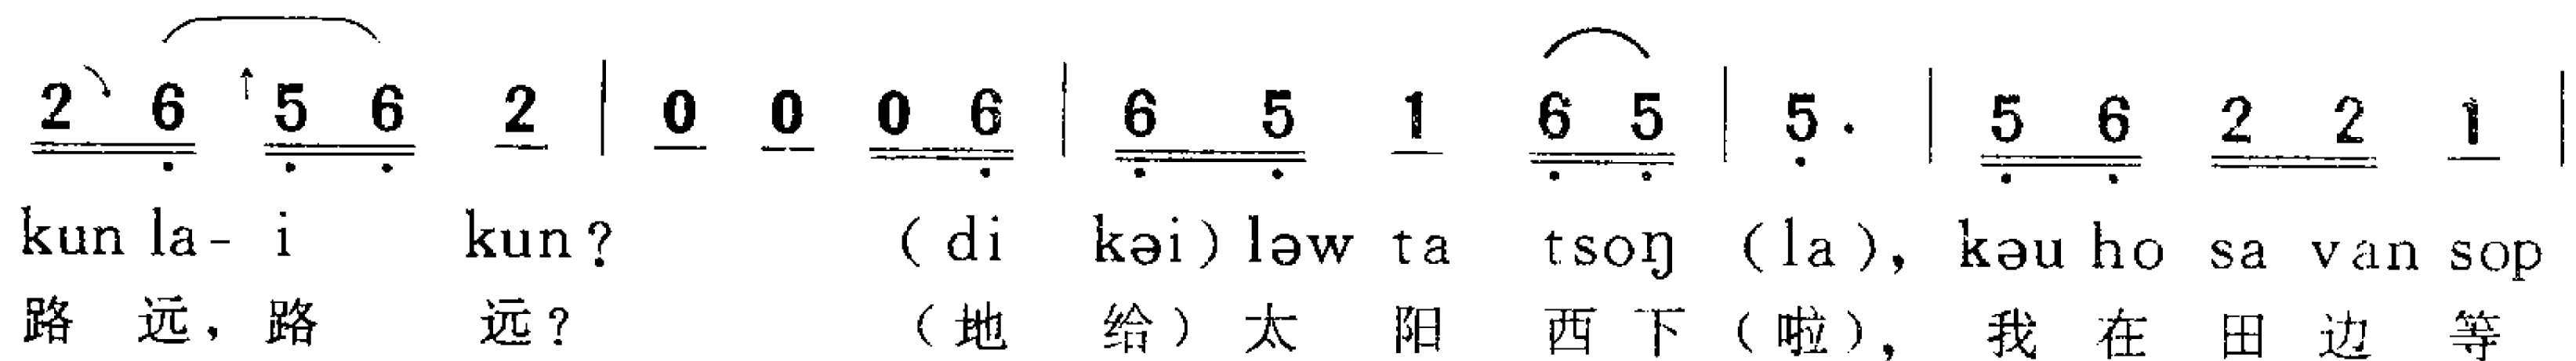 2 6 5 6 2 | 0 0 0 6 | 6 5 1 6 5 | 5 · | 5 6 2 2 1 |
kun la- i kun? (di kəi) ləw ta tsoŋ (la), kəu ho sa van sop
路 远, 路 远? (地 给) 太 阳 西 下 (啦), 我 在 田 边 等